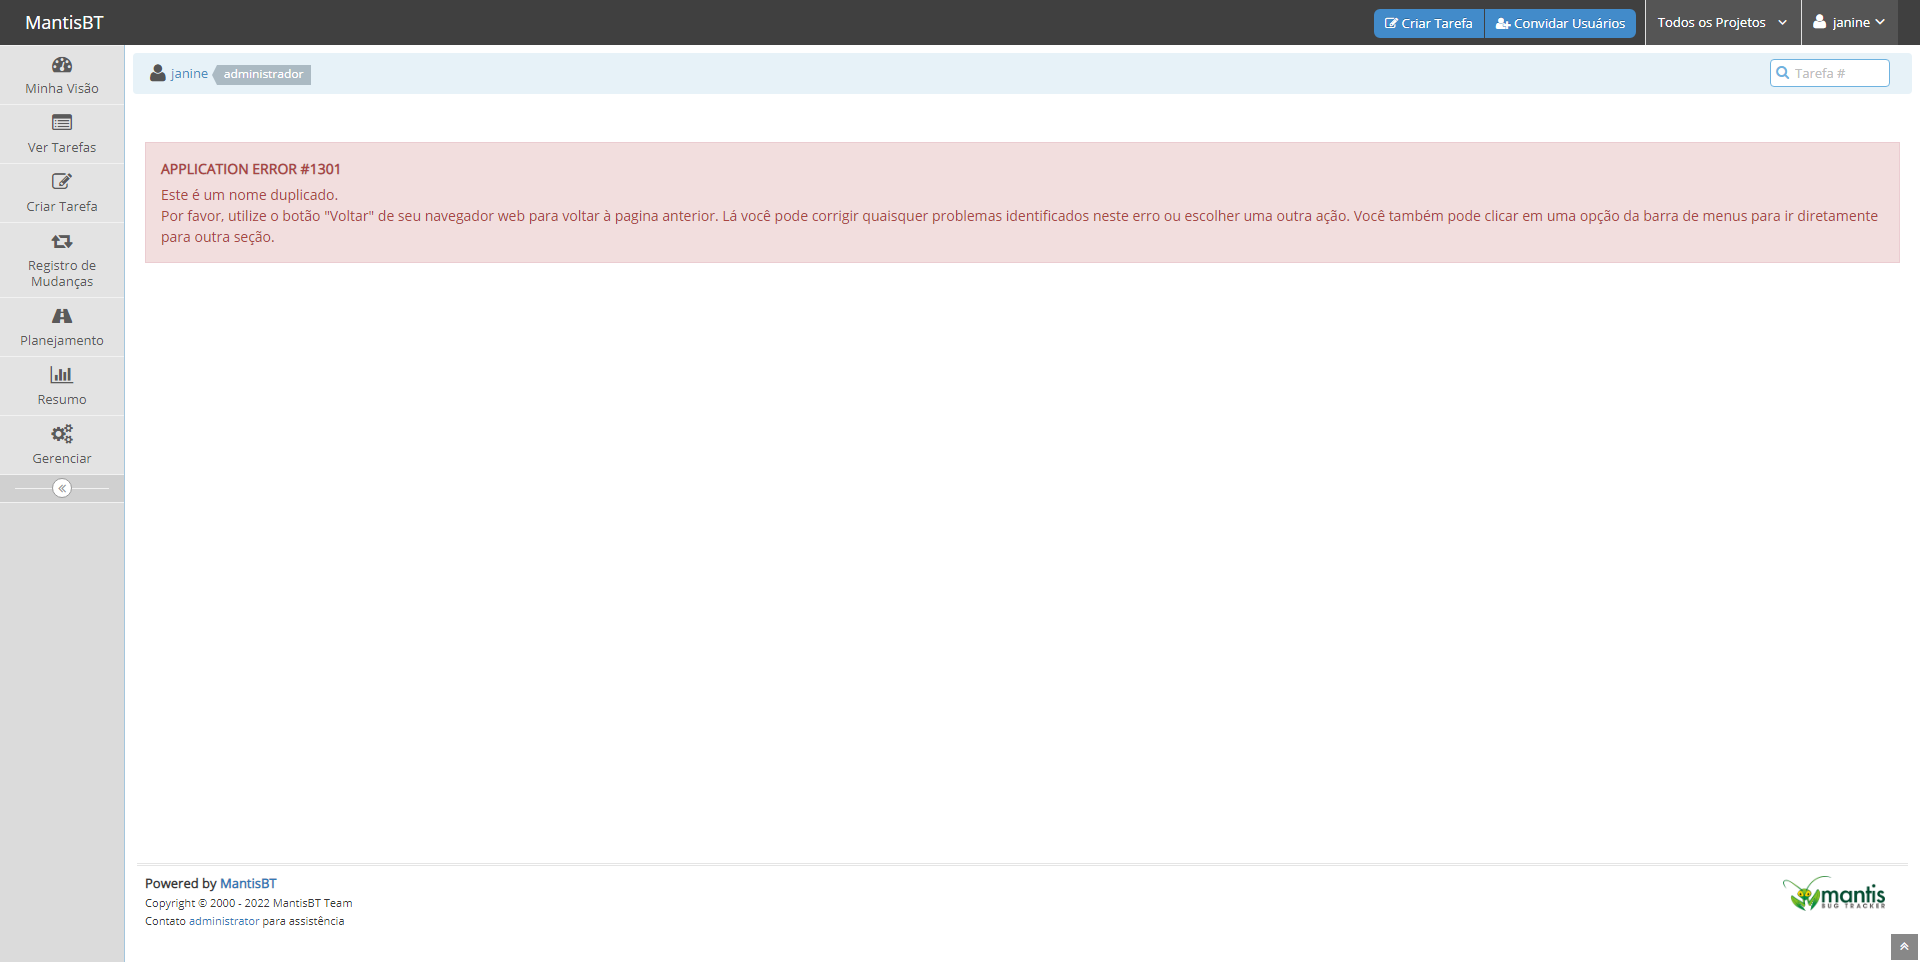 MantisBT
Criar Tarefa
Convidar Usuários
Todos os Projetos
janine
Minha Visão
Ver Tarefas
Criar Tarefa
Registro de
Mudanças
Planejamento
Resumo
Gerenciar
janine administrador
Tarefa #
APPLICATION ERROR #1301
Este é um nome duplicado.
Por favor, utilize o botão "Voltar" de seu navegador web para voltar à pagina anterior. Lá você pode corrigir quaisquer problemas identificados neste erro ou escolher uma outra ação. Você também pode clicar em uma opção da barra de menus para ir diretamente
para outra seção.
Powered by MantisBT
Copyright © 2000 - 2022 MantisBT Team
Contato administrator para assistência
mantis
BUG TRACKER